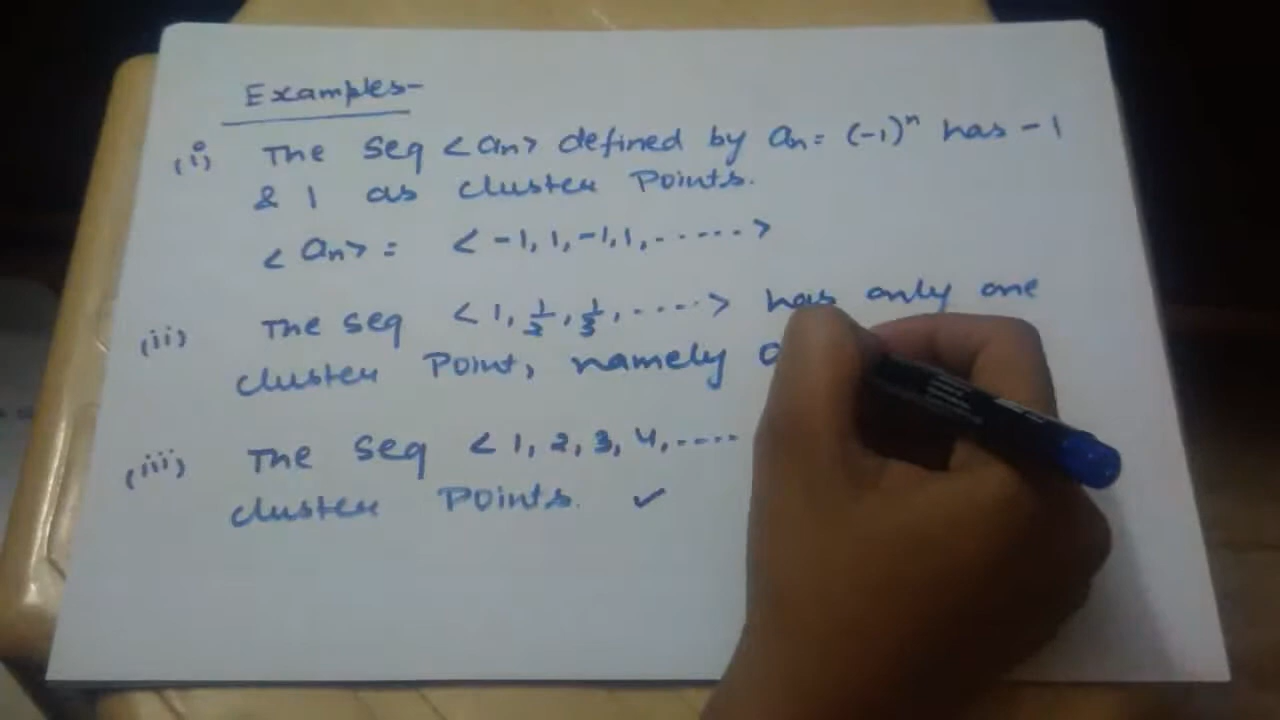 Examples-
(i) The seq <an> defined by an = (-1)^n has -1
& 1 as cluster Points.
<an> = <-1, 1, -1, 1, ......>
(ii) The seq <1, 1/2, 1/3, .....> has only one
cluster Point, namely
(iii) The seq <1, 2, 3, 4, .....
cluster Points. ✓